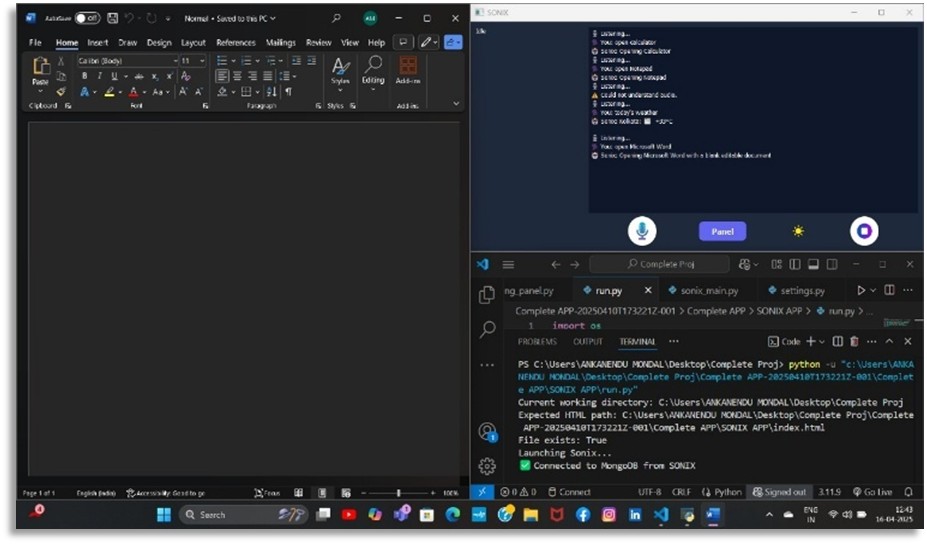 AutoSave Off Normal • Saved to this PC
File Home Insert Draw Design Layout References Mailings Review View Help
Calibri (Body) 11
Paste
B I U
Aa
Styles Editing Add-ins
Clipboard Font Paragraph Styles Add-ins
Page 1 of 1 English (India) Accessibility: Good to go Focus 100%
SONIX
Idle
Listening...
You: open calculator
Sonix: Opening Calculator
Listening...
You: open Notepad
Sonix: Opening Notepad
Listening...
Could not understand audio.
Listening...
You: today's weather
Sonix: Kolkata:
Listening...
You: open Microsoft Word
Sonix: Opening Microsoft Word with a blank editable document
Panel
Complete Proj
ng_panel.py run.py sonix_main.py settings.py
Complete APP-20250410T173221Z-001 > Complete APP > SONIX APP > run.py > ...
1 import os
PROBLEMS OUTPUT TERMINAL ... Code
PS C:\Users\ANKANENDU MONDAL\Desktop\Complete Proj> python -u "c:\Users\ANKA
NENDU MONDAL\Desktop\Complete Proj\Complete APP-20250410T173221Z-001\Complet
e APP\SONIX APP\run.py"
Current working directory: C:\Users\ANKANENDU MONDAL\Desktop\Complete Proj
Expected HTML path: C:\Users\ANKANENDU MONDAL\Desktop\Complete Proj\Complete
APP-20250410T173221Z-001\Complete APP\SONIX APP\index.html
File exists: True
Launching Sonix...
✅ Connected to MongoDB from SONIX
0 0 Connect UTF-8 CRLF Python Signed out 3.11.9 Go Live
Search
ENG
IN
12:43
16-04-2025